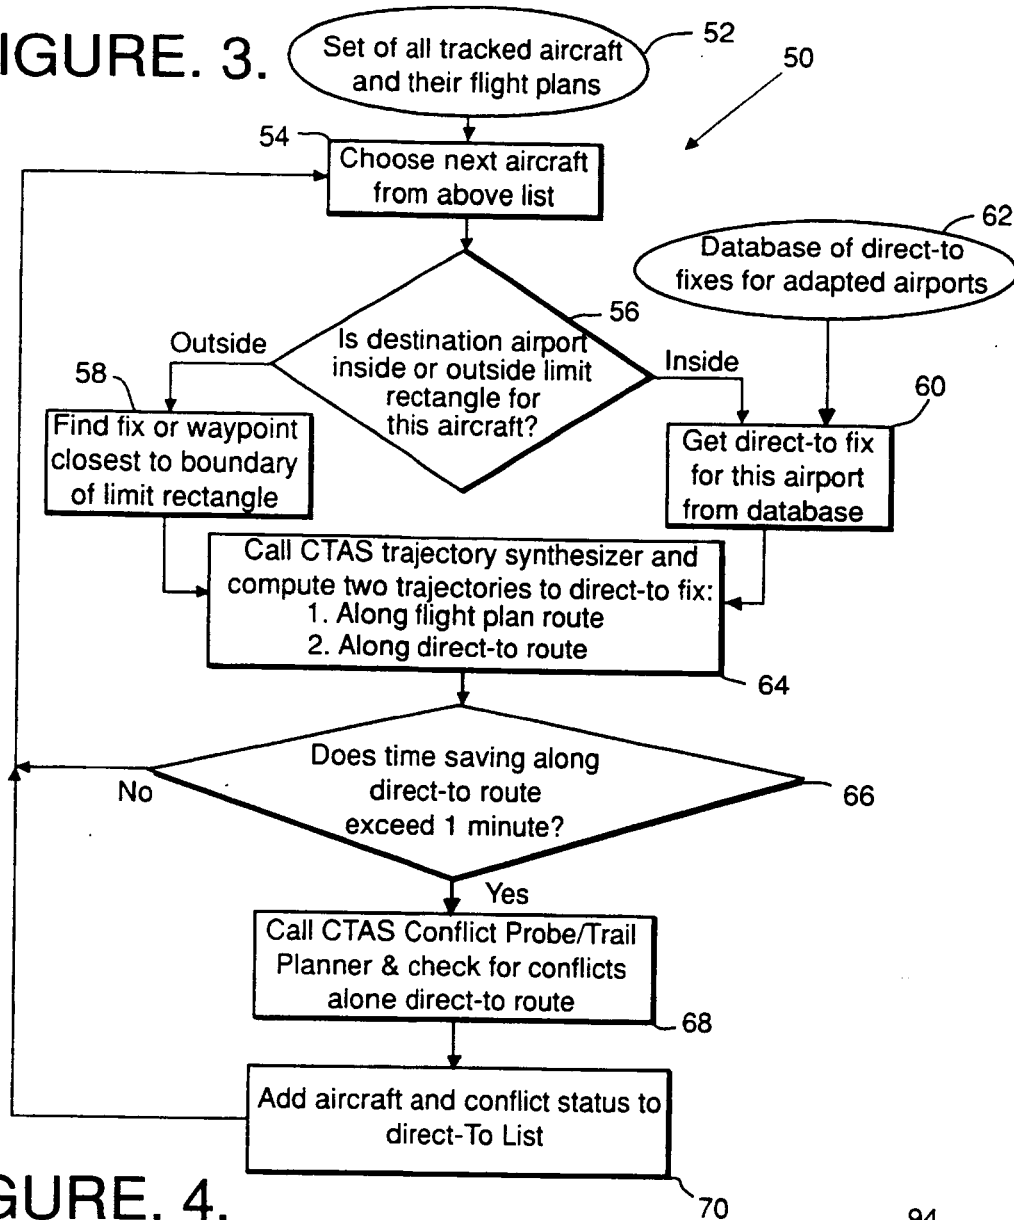 IGURE. 3.
Set of all tracked aircraft
and their flight plans
52
50
54
Choose next aircraft
from above list
62
Database of direct-to
fixes for adapted airports
56
Is destination airport
inside or outside limit
rectangle for
this aircraft?
Outside
Inside
58
Find fix or waypoint
closest to boundary
of limit rectangle
60
Get direct-to fix
for this airport
from database
Call CTAS trajectory synthesizer and
compute two trajectories to direct-to fix:
1. Along flight plan route
2. Along direct-to route
64
Does time saving along
direct-to route
exceed 1 minute?
66
No
Yes
Call CTAS Conflict Probe/Trail
Planner & check for conflicts
alone direct-to route
68
Add aircraft and conflict status to
direct-To List
70
GURE. 4.
94